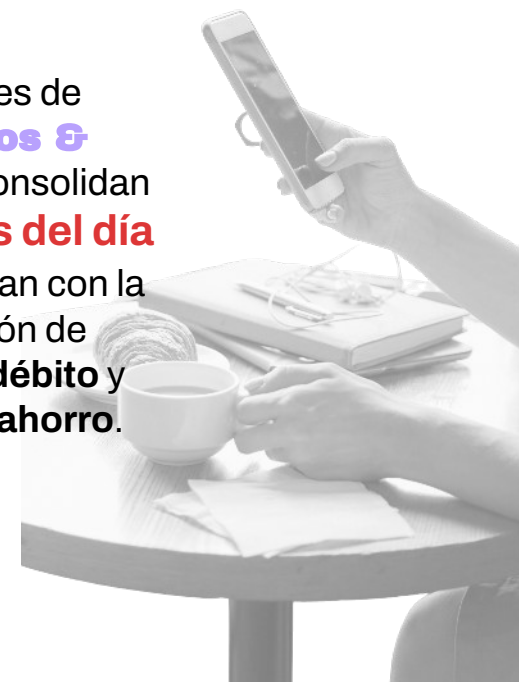 es de
os &
onsolidan
s del día
an con la
ón de
débito y
ahorro.